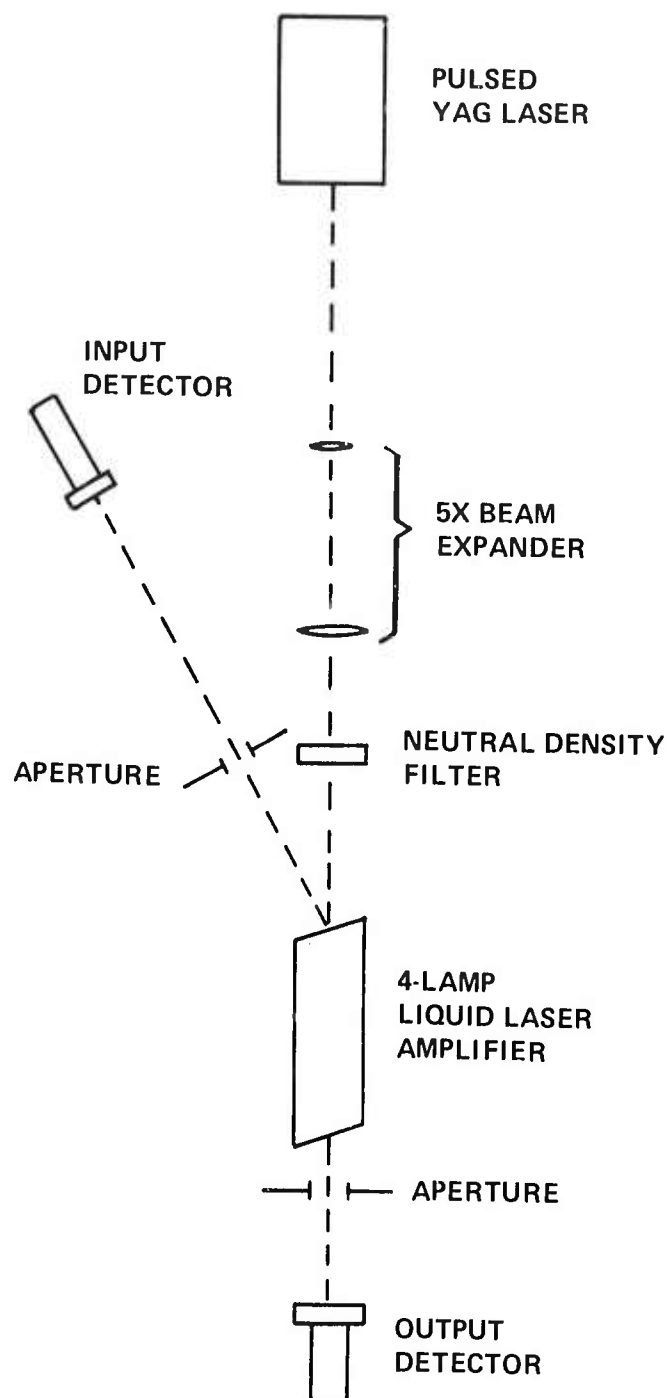 PULSED
YAG LASER
INPUT
DETECTOR
5X BEAM
EXPANDER
NEUTRAL DENSITY
FILTER
APERTURE
4-LAMP
LIQUID LASER
AMPLIFIER
APERTURE
OUTPUT
DETECTOR